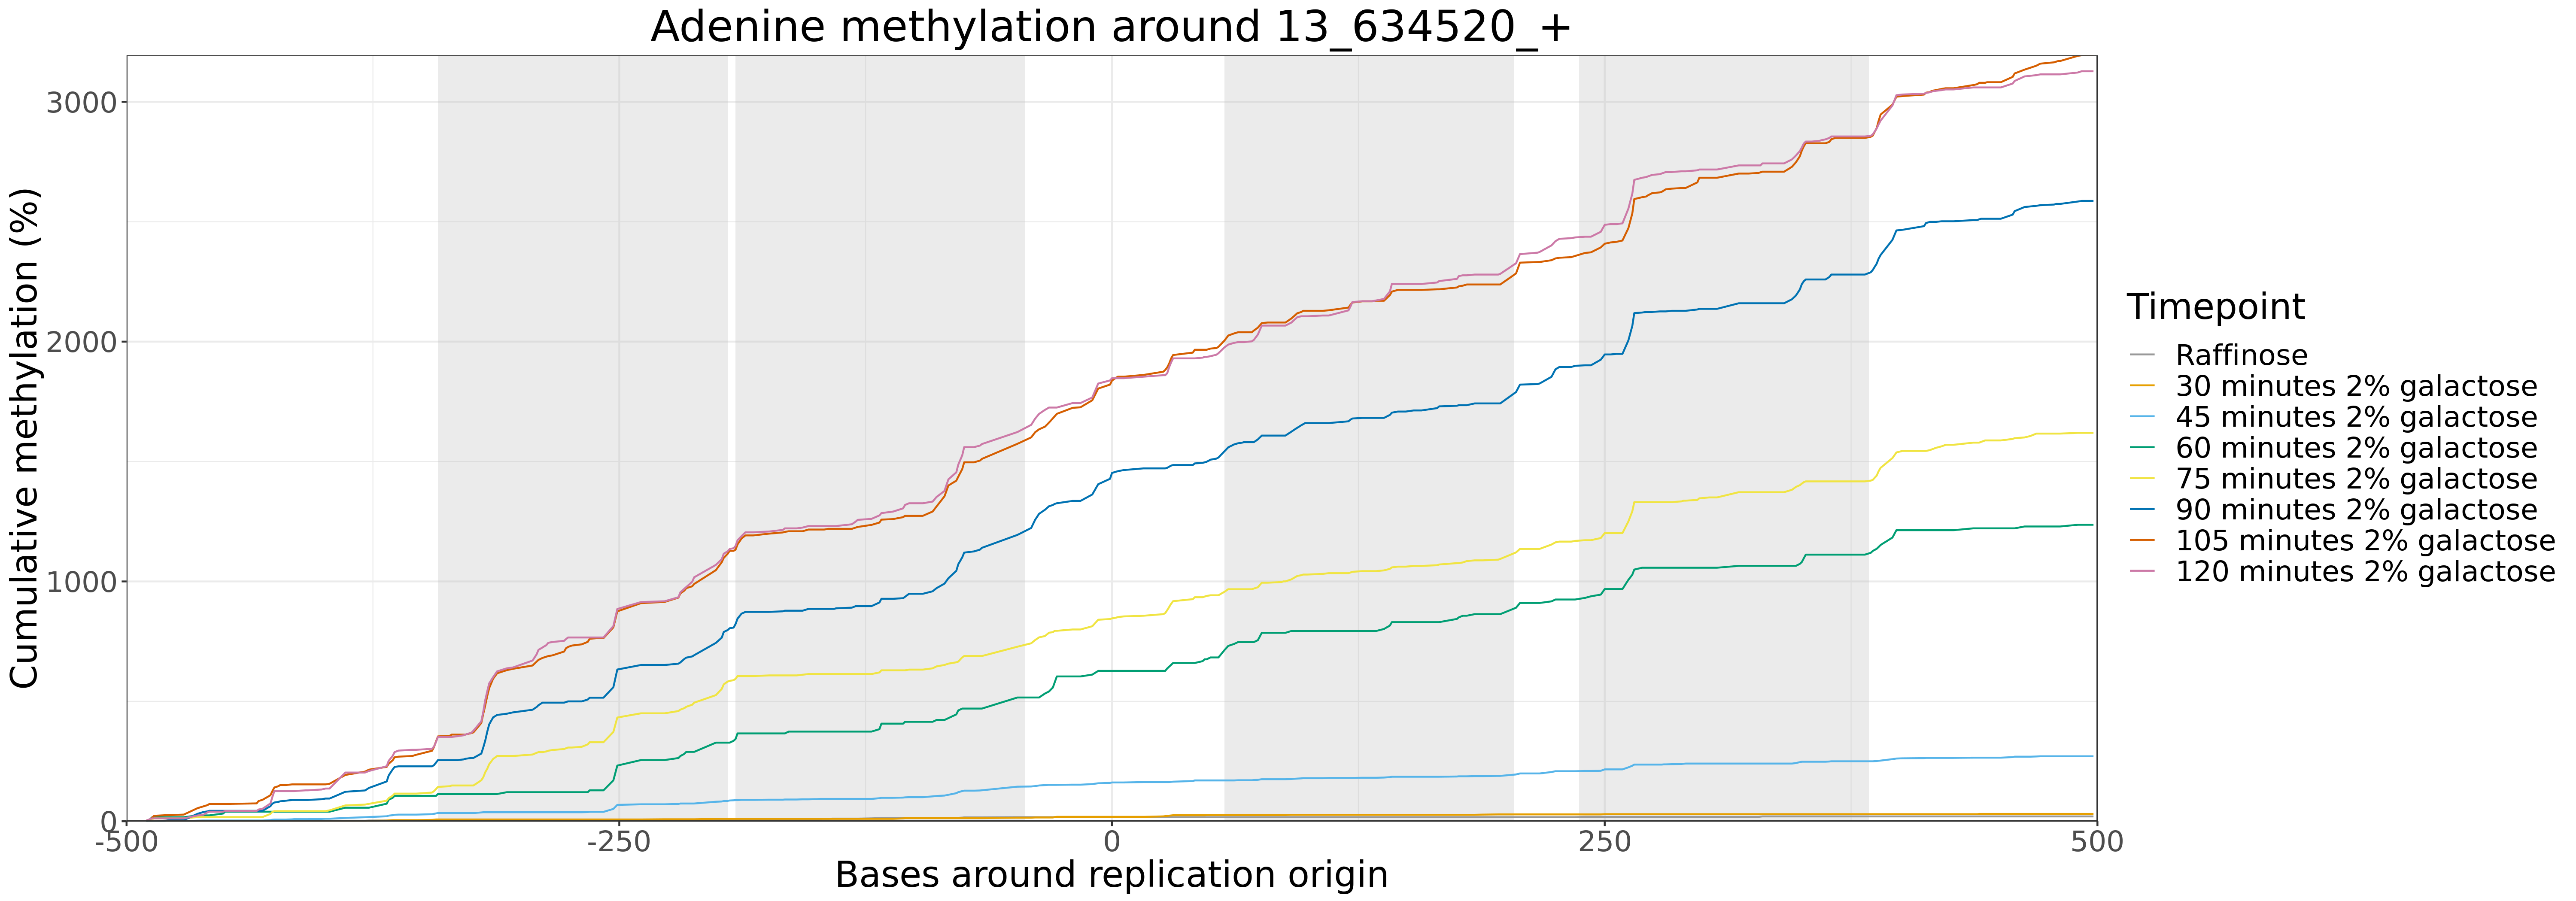 Adenine methylation around 13_634520_+
Cumulative methylation (%)
3000
2000
1000
0
-500
-250
0
250
500
Bases around replication origin
Timepoint
Raffinose
30 minutes 2% galactose
45 minutes 2% galactose
60 minutes 2% galactose
75 minutes 2% galactose
90 minutes 2% galactose
105 minutes 2% galactose
120 minutes 2% galactose